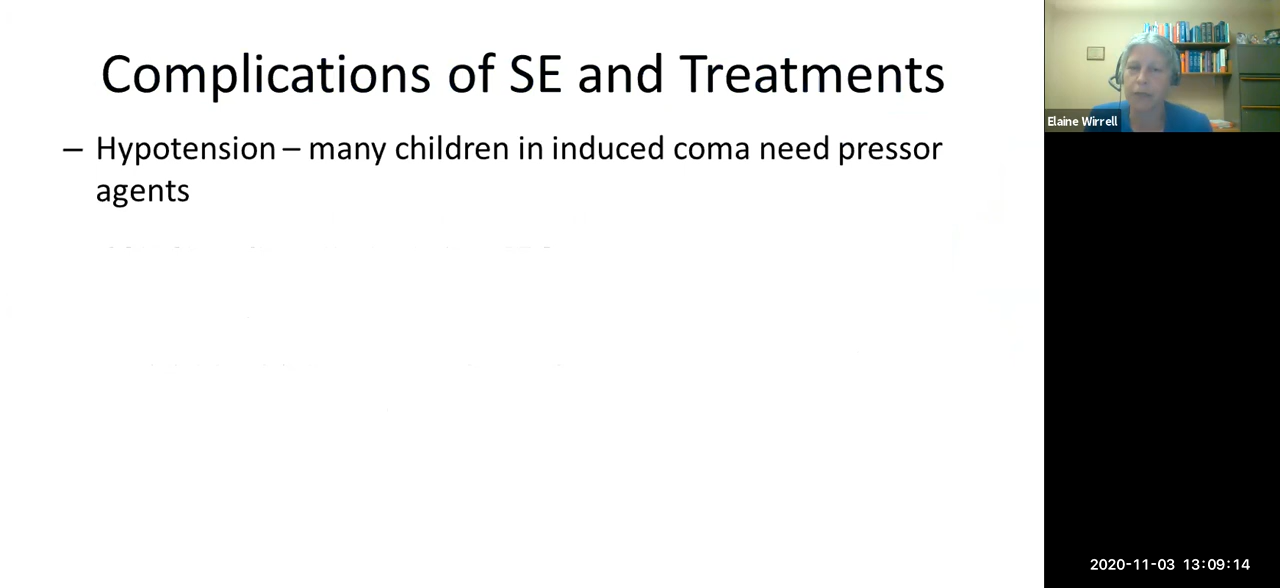 Complications of SE and Treatments
– Hypotension – many children in induced coma need pressor
agents
Elaine Wirrell
2020-11-03 13:09:14